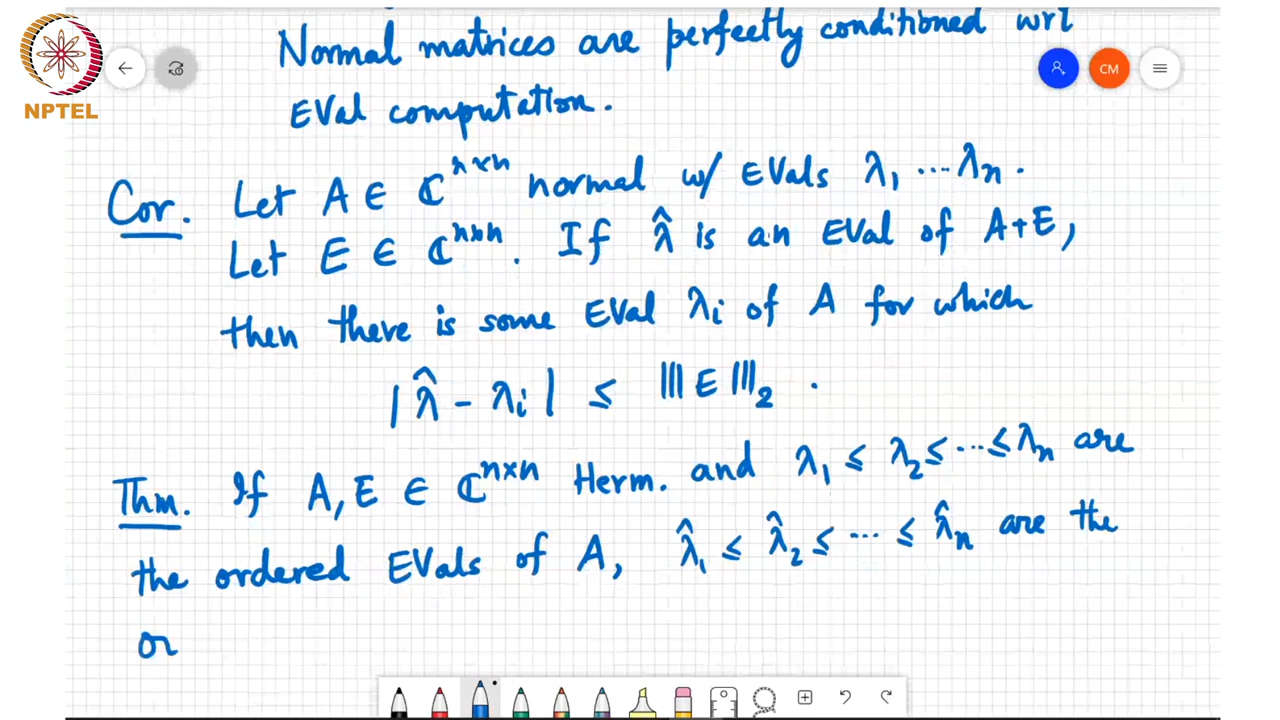 Normal matrices are perfectly conditioned wrt
NPTEL
CM
EVal computation.
Cor. Let A ∈ ℂ^{n×n} normal w/ EVals λ₁ ⋯ λₙ.
Let E ∈ ℂ^{n×n}. If λ̂ is an EVal of A+E,
then there is some EVal λᵢ of A for which
|λ̂ - λᵢ| ≤ |||E|||₂.
Thm. If A, E ∈ ℂ^{n×n} Herm. and λ₁ ≤ λ₂ ≤ ⋯ ≤ λₙ are
the ordered EVals of A, λ̂₁ ≤ λ̂₂ ≤ ⋯ ≤ λ̂ₙ are the
or